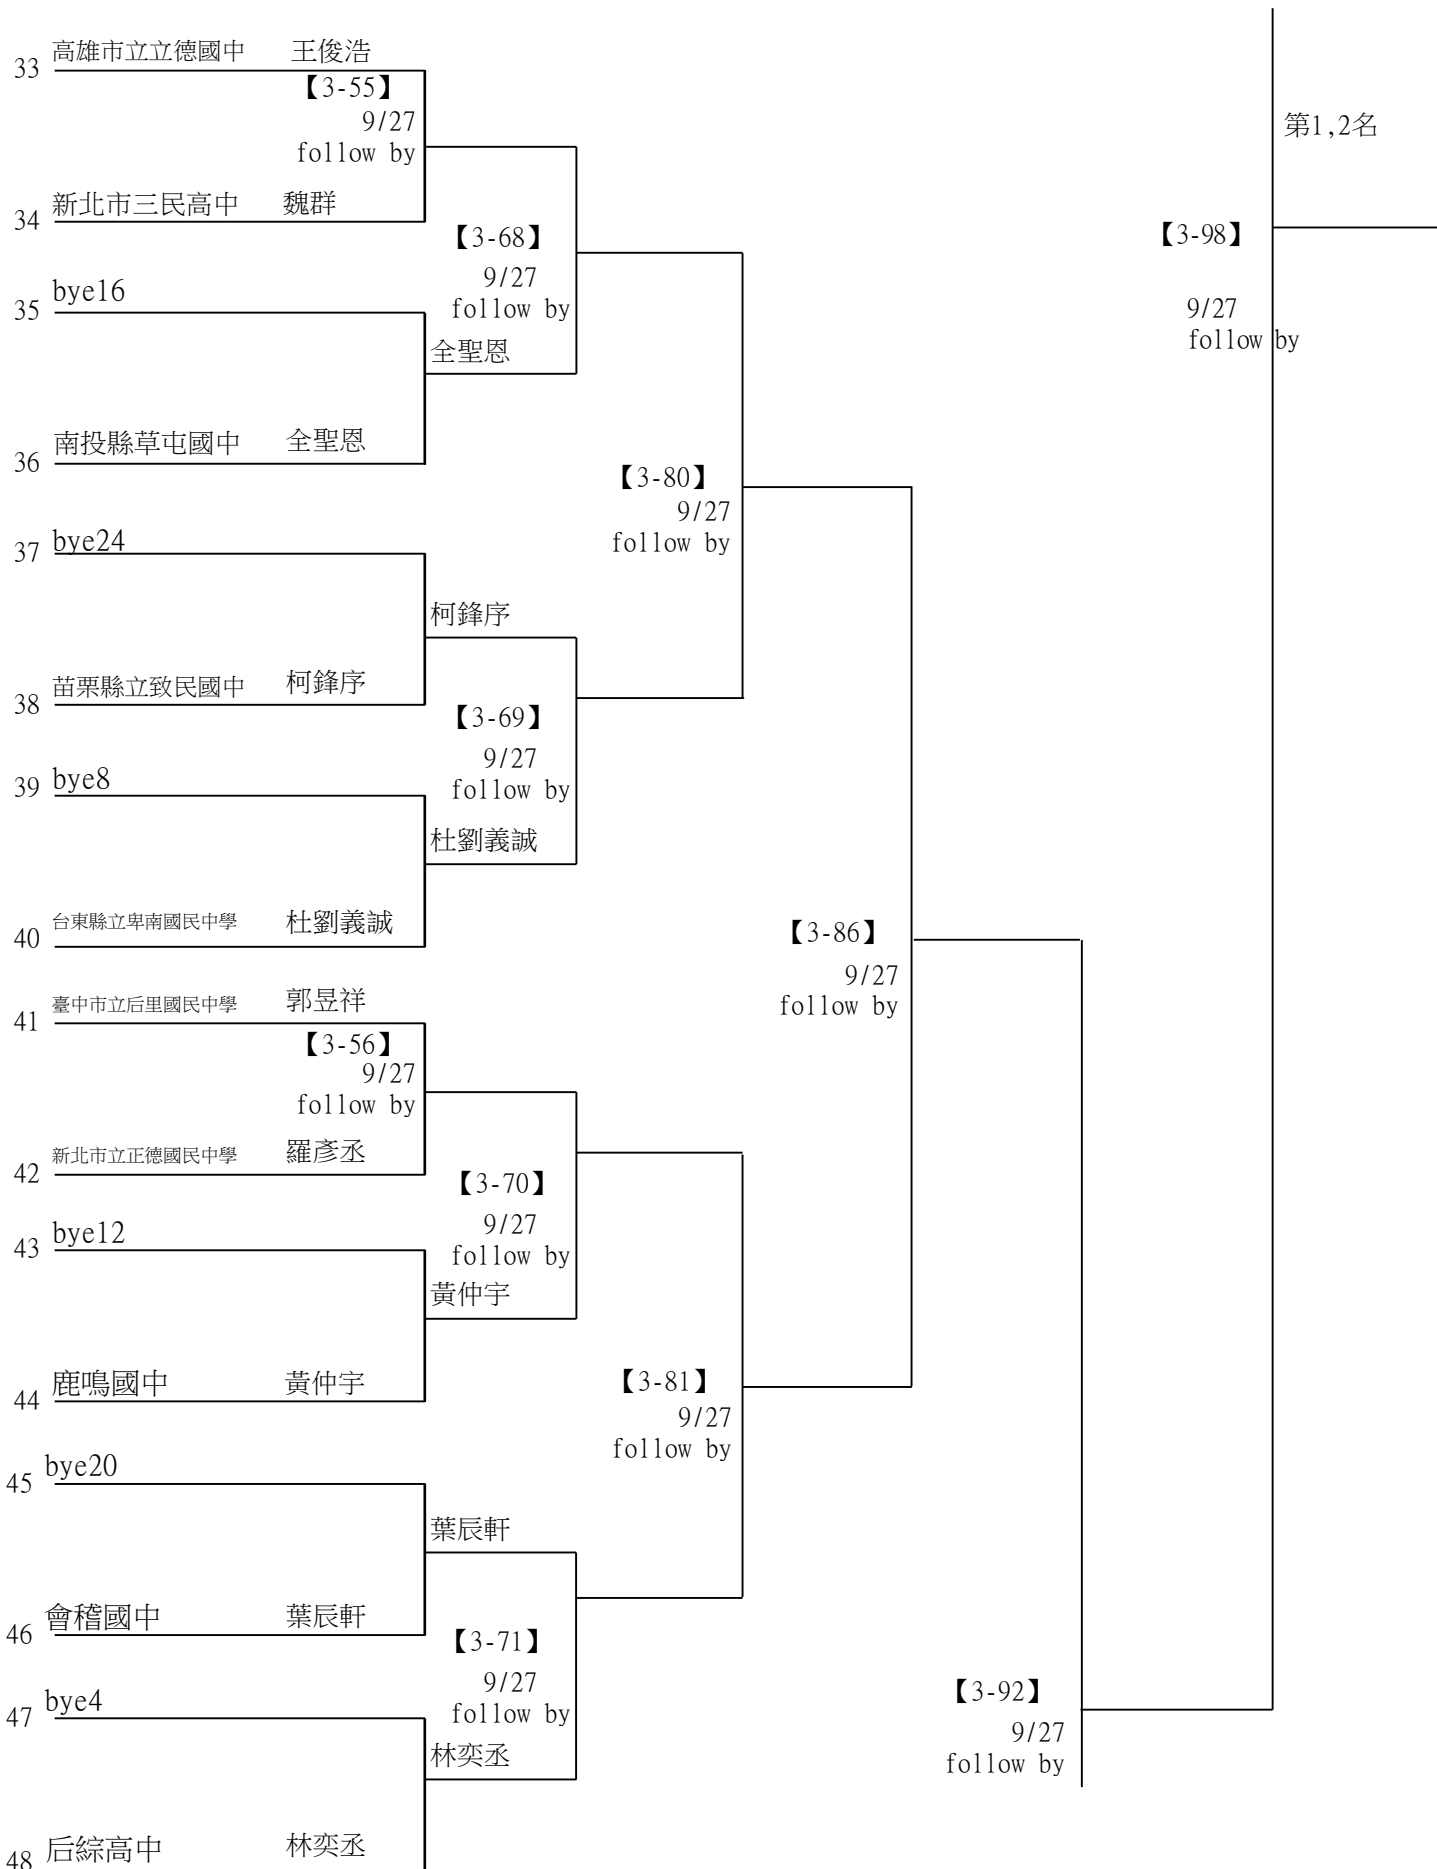 33 高雄市立立德國中 王俊浩
【3-55】
9/27
follow by
第1,2名
34 新北市三民高中 魏群
【3-68】
9/27
follow by
【3-98】
9/27
follow by
35 bye16
全聖恩
36 南投縣草屯國中 全聖恩
【3-80】
9/27
follow by
37 bye24
柯鋒序
38 苗栗縣立致民國中 柯鋒序
【3-69】
9/27
follow by
39 bye8
杜劉義誠
40 台東縣立卑南國民中學 杜劉義誠
【3-86】
9/27
follow by
41 臺中市立后里國民中學 郭昱祥
【3-56】
9/27
follow by
42 新北市立正德國民中學 羅彥丞
【3-70】
9/27
follow by
43 bye12
黃仲宇
44 鹿鳴國中 黃仲宇
【3-81】
9/27
follow by
45 bye20
葉辰軒
46 會稽國中 葉辰軒
【3-71】
9/27
follow by
47 bye4
林奕丞
【3-92】
9/27
follow by
48 后綜高中 林奕丞